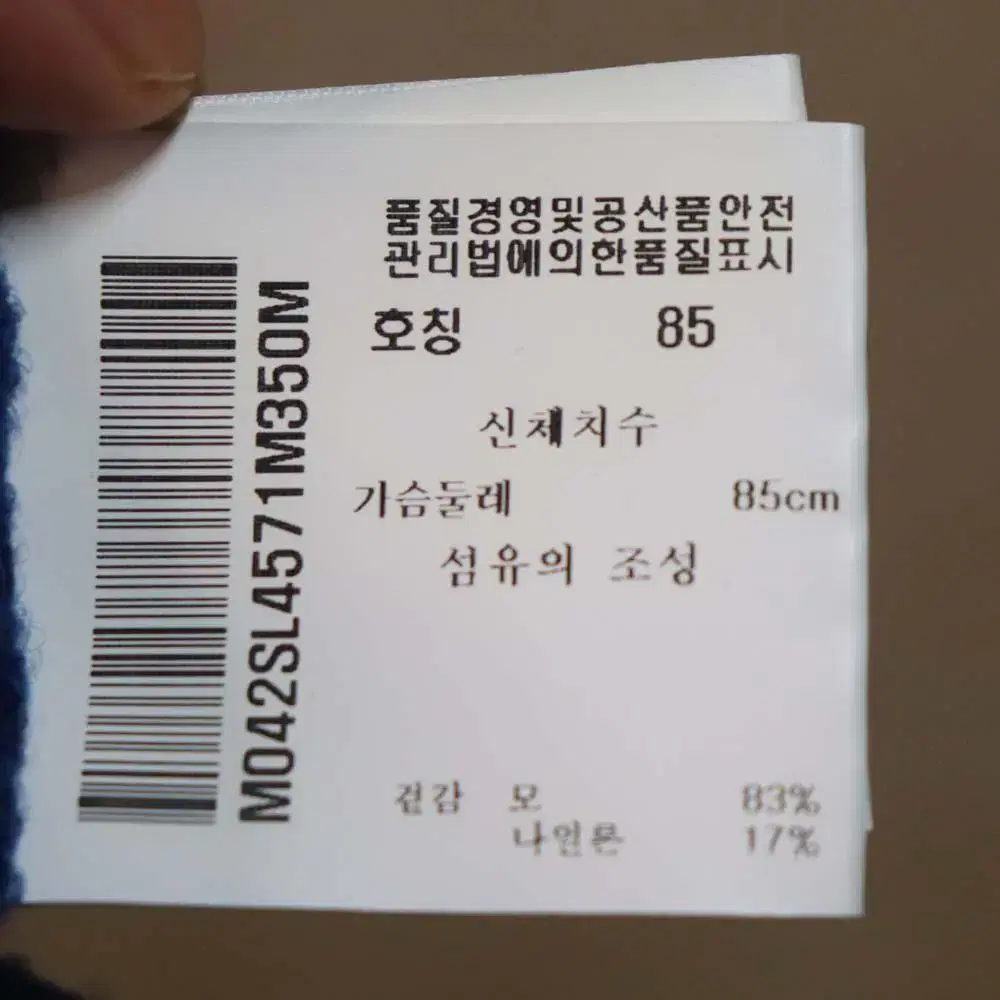 품질경영및공산품안전
관리법에의한품질표시
호칭 85
신체치수
가슴둘레 85cm
섬유의 조성
겉감 모 83%
나일론 17%
M042SL4571M350M